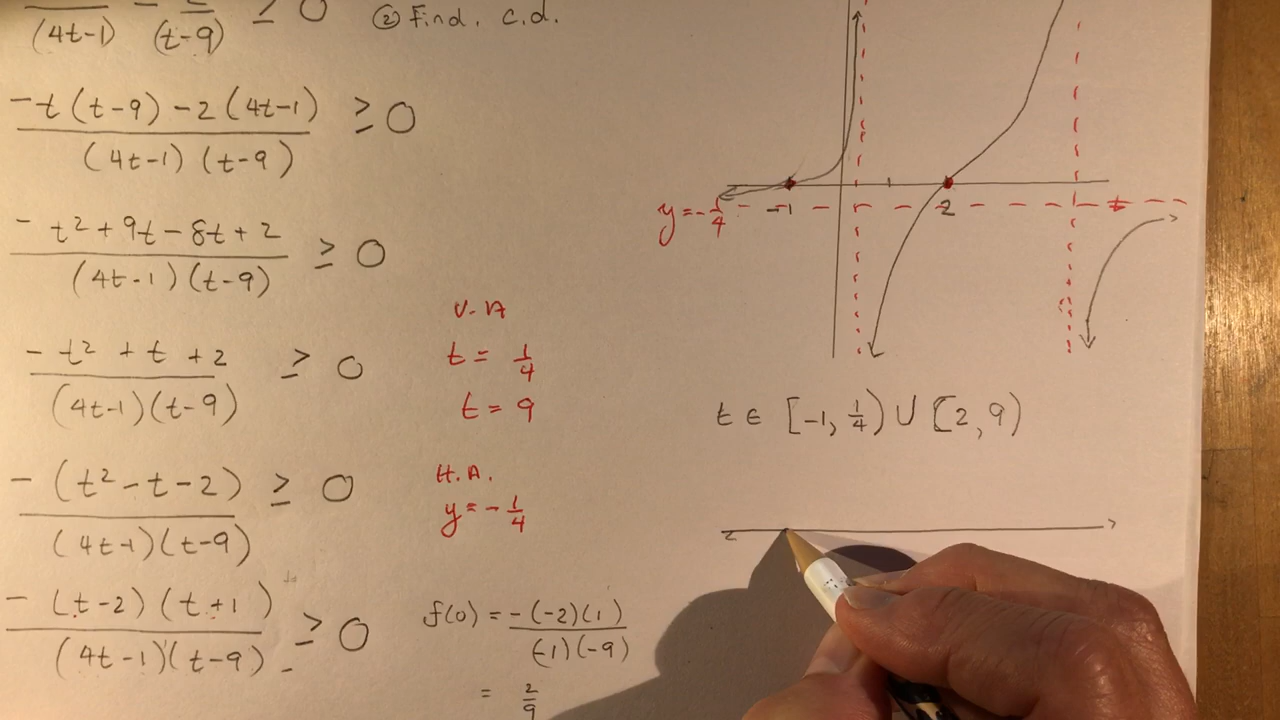 (4t-1) (t-9) ≥ 0
② Find. c.d.
-t(t-9) -2(4t-1) ≥ 0
(4t-1)(t-9)
-t²+9t-8t+2 ≥ 0
(4t-1)(t-9)
-t²+t+2 ≥ 0
(4t-1)(t-9)
-(t²-t-2) ≥ 0
(4t-1)(t-9)
-(t-2)(t+1) ≥ 0
(4t-1)(t-9)
V.A
t = 1/4
t = 9
H.A.
y = -1/4
f(0) = -(-2)(1)
(-1)(-9)
= 2/9
y = -1/4
-1
2
t ∈ [-1, 1/4) ∪ [2, 9)